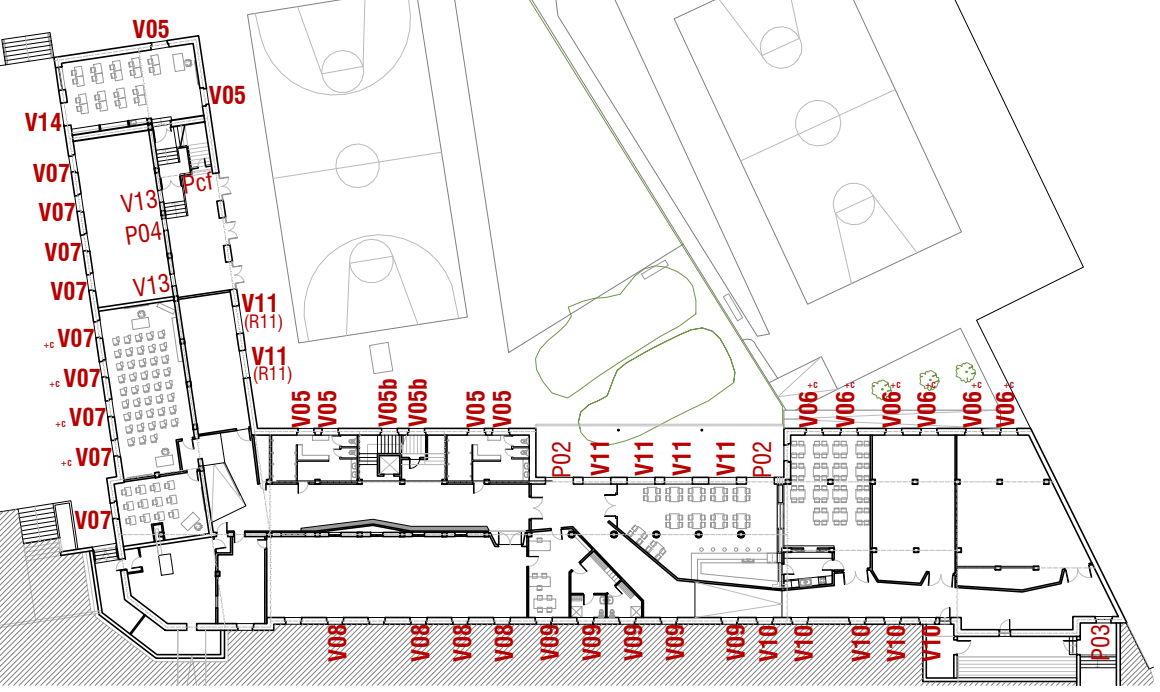 V05
V05
V14
V07
Pcf
V13
V07
P04
V07
V13
V07
V11
(R11)
+c V07
V11
(R11)
+c V07
+c V07
+c V07
V07
V05
V05
V05b
V05b
V05
V05
P02
V11
V11
V11
V11
P02
+c
+c
+c
+c
+c
+c
V06
V06
V06
V06
V06
V06
V08
V08
V08
V08
V09
V09
V09
V09
V09
V10
V10
V10
V10
V10
P03